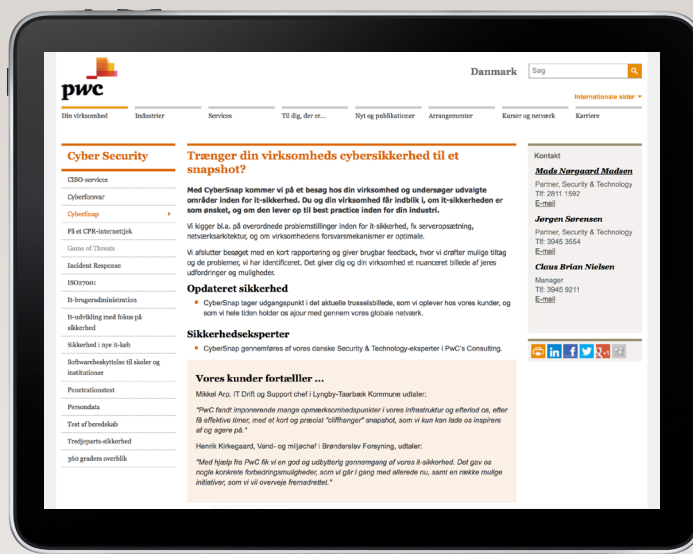 pwc
Danmark
Søg
Internationale sider
Din virksomhed
Industrier
Services
Til dig, der er...
Nyt og publikationer
Arrangementer
Kurser og netværk
Karriere
Cyber Security
CISO-services
Cyberforsvar
CyberSnap
Få et CPR-internettjek
Game of Threats
Incident Response
ISO27001
It-brugeradministration
It-udvikling med fokus på
sikkerhed
Sikkerhed i nye it-køb
Softwarebeskyttelse til skoler og
institutioner
Penetrationstest
Persondata
Test af beredskab
Tredjeparts-sikkerhed
360 graders overblik
Trænger din virksomheds cybersikkerhed til et
snapshot?
Med CyberSnap kommer vi på et besøg hos din virksomhed og undersøger udvalgte
områder inden for it-sikkerhed. Du og din virksomhed får indblik i, om it-sikkerheden er
som ønsket, og om den lever op til best practice inden for din industri.
Vi kigger bl.a. på overordnede problemstillinger inden for it-sikkerhed, fx serveropsætning,
netværksarkitektur, og om virksomhedens forsvarsmekanismer er optimale.
Vi afslutter besøget med en kort rapportering og giver brugbar feedback, hvor vi drøfter mulige tiltag
og de problemer, vi har identificeret. Det giver dig og din virksomhed et nuanceret billede af jeres
udfordringer og muligheder.
Opdateret sikkerhed
CyberSnap tager udgangspunkt i det aktuelle trusselsbillede, som vi oplever hos vores kunder, og
som vi hele tiden holder os ajour med gennem vores globale netværk.
Sikkerhedseksperter
CyberSnap gennemføres af vores danske Security & Technology-eksperter i PwC's Consulting.
Vores kunder fortælller ...
Mikkel Arp, IT Drift og Support chef i Lyngby-Taarbæk Kommune udtaler:
"PwC fandt imponerende mange opmærksomhedspunkter i vores infrastruktur og efterlod os, efter
få effektive timer, med et kort og præcist "cliffhanger" snapshot, som vi kun kan lade os inspirere
af og agere på."
Henrik Kirkegaard, Vand- og miljøchef i Brønderslev Forsyning, udtaler:
"Med hjælp fra PwC fik vi en god og udbytterig gennemgang af vores it-sikkerhed. Det gav os
nogle konkrete forbedringsmuligheder, som vi går i gang med allerede nu, samt en række mulige
initiativer, som vi vil overveje fremadrettet."
Kontakt
Mads Nørgaard Madsen
Partner, Security & Technology
Tlf: 2811 1592
E-mail
Jørgen Sørensen
Partner, Security & Technology
Tlf: 3945 3554
E-mail
Claus Brian Nielsen
Manager
Tlf: 3945 9211
E-mail